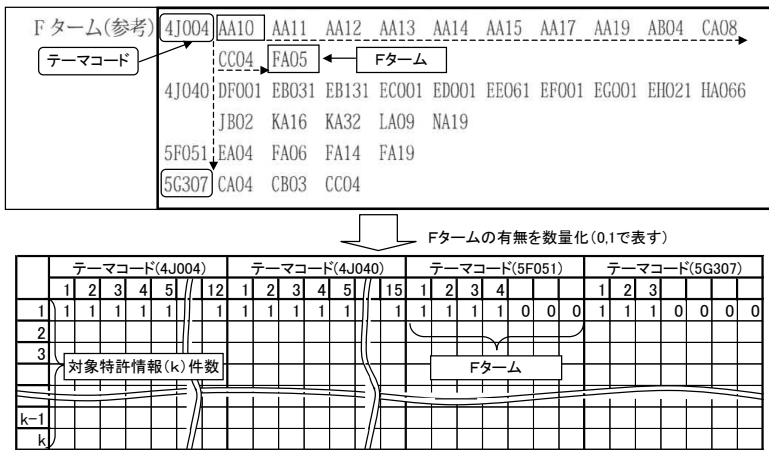 Fターム(参考) 4J004 AA10 AA11 AA12 AA13 AA14 AA15 AA17 AA19 AB04 CA08
テーマコード
CC04 FA05 Fターム
4J040 DF001 EB031 EB131 EC001 ED001 EE061 EF001 EG001 EH021 HA066
JB02 KA16 KA32 LA09 NA19
5F051 EA04 FA06 FA14 FA19
5G307 CA04 CB03 CC04
Fタームの有無を数量化(0,1で表す)
テーマコード(4J004) テーマコード(4J040) テーマコード(5F051) テーマコード(5G307)
1 2 3 4 5 12 1 2 3 4 5 15 1 2 3 4 1 2 3
1 1 1 1 1 1 1 1 1 1 1 1 1 1 1 1 1 0 0 0 1 1 1 0 0 0 0
2
3
対象特許情報(k)件数 Fターム
k-1
k